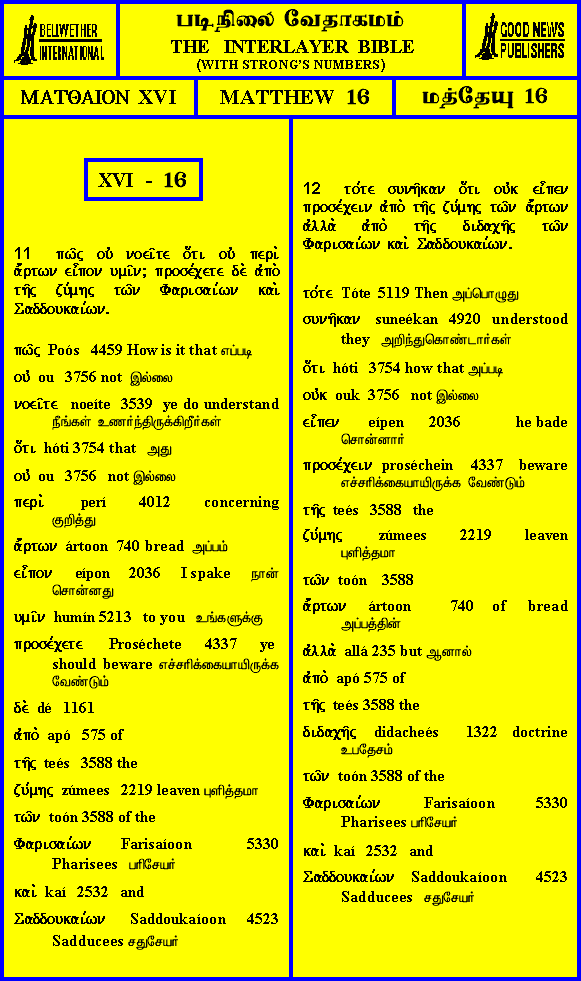 BELLWETHER
INTERNATIONAL
படிநிலை வேதாகமம்
THE INTERLAYER BIBLE
(WITH STRONG'S NUMBERS)
GOOD NEWS
PUBLISHERS
ΜΑΤΘΑΙΟΝ XVI
MATTHEW 16
மத்தேயு 16
XVI - 16
11 πῶς οὐ νοεῖτε ὅτι οὐ περὶ
ἄρτων εἶπον υμῖν; προσέχετε δὲ ἀπὸ
τῆς ζύμης τῶν Φαρισαίων καὶ
Σαδδουκαίων.
πῶς Poós 4459 How is it that எப்படி
οὐ ou 3756 not இல்லை
νοεῖτε noeíte 3539 ye do understand
நீங்கள் உணர்ந்திருக்கிறீர்கள்
ὅτι hóti 3754 that அது
οὐ ou 3756 not இல்லை
περὶ perí 4012 concerning
குறித்து
ἄρτων ártoon 740 bread அப்பம்
εἶπον eípon 2036 I spake நான்
சொன்னது
υμῖν humín 5213 to you உங்களுக்கு
προσέχετε Proséchete 4337 ye
should beware எச்சரிக்கையாயிருக்க
வேண்டும்
δὲ dé 1161
ἀπὸ apó 575 of
τῆς teés 3588 the
ζύμης zúmees 2219 leaven புளித்தமா
τῶν toón 3588 of the
Φαρισαίων Farisaíoon 5330
Pharisees பரிசேயர்
καὶ kaí 2532 and
Σαδδουκαίων Saddoukaíoon 4523
Sadducees சதுசேயர்
12 τότε συνῆκαν ὅτι οὐκ εἶπεν
προσέχειν ἀπὸ τῆς ζύμης τῶν ἄρτων
ἀλλὰ ἀπὸ τῆς διδαχῆς τῶν
Φαρισαίων καὶ Σαδδουκαίων.
τότε Tóte 5119 Then அப்பொழுது
συνῆκαν suneékan 4920 understood
they அறிந்துகொண்டார்கள்
ὅτι hóti 3754 how that அப்படி
οὐκ ouk 3756 not இல்லை
εἶπεν eípen 2036 he bade
சொன்னார்
προσέχειν proséchein 4337 beware
எச்சரிக்கையாயிருக்க வேண்டும்
τῆς teés 3588 the
ζύμης zúmees 2219 leaven
புளித்தமா
τῶν toón 3588
ἄρτων ártoon 740 of bread
அப்பத்தின்
ἀλλὰ allá 235 but ஆனால்
ἀπὸ apó 575 of
τῆς teés 3588 the
διδαχῆς didacheés 1322 doctrine
உபதேசம்
τῶν toón 3588 of the
Φαρισαίων Farisaíoon 5330
Pharisees பரிசேயர்
καὶ kaí 2532 and
Σαδδουκαίων Saddoukaíoon 4523
Sadducees சதுசேயர்